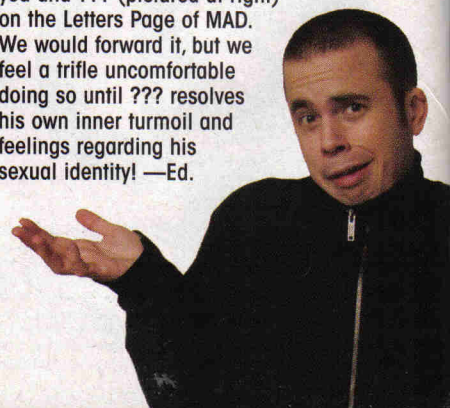 you and ??? (pictured at right)
on the Letters Page of MAD.
We would forward it, but we
feel a trifle uncomfortable
doing so until ??? resolves
his own inner turmoil and
feelings regarding his
sexual identity! —Ed.